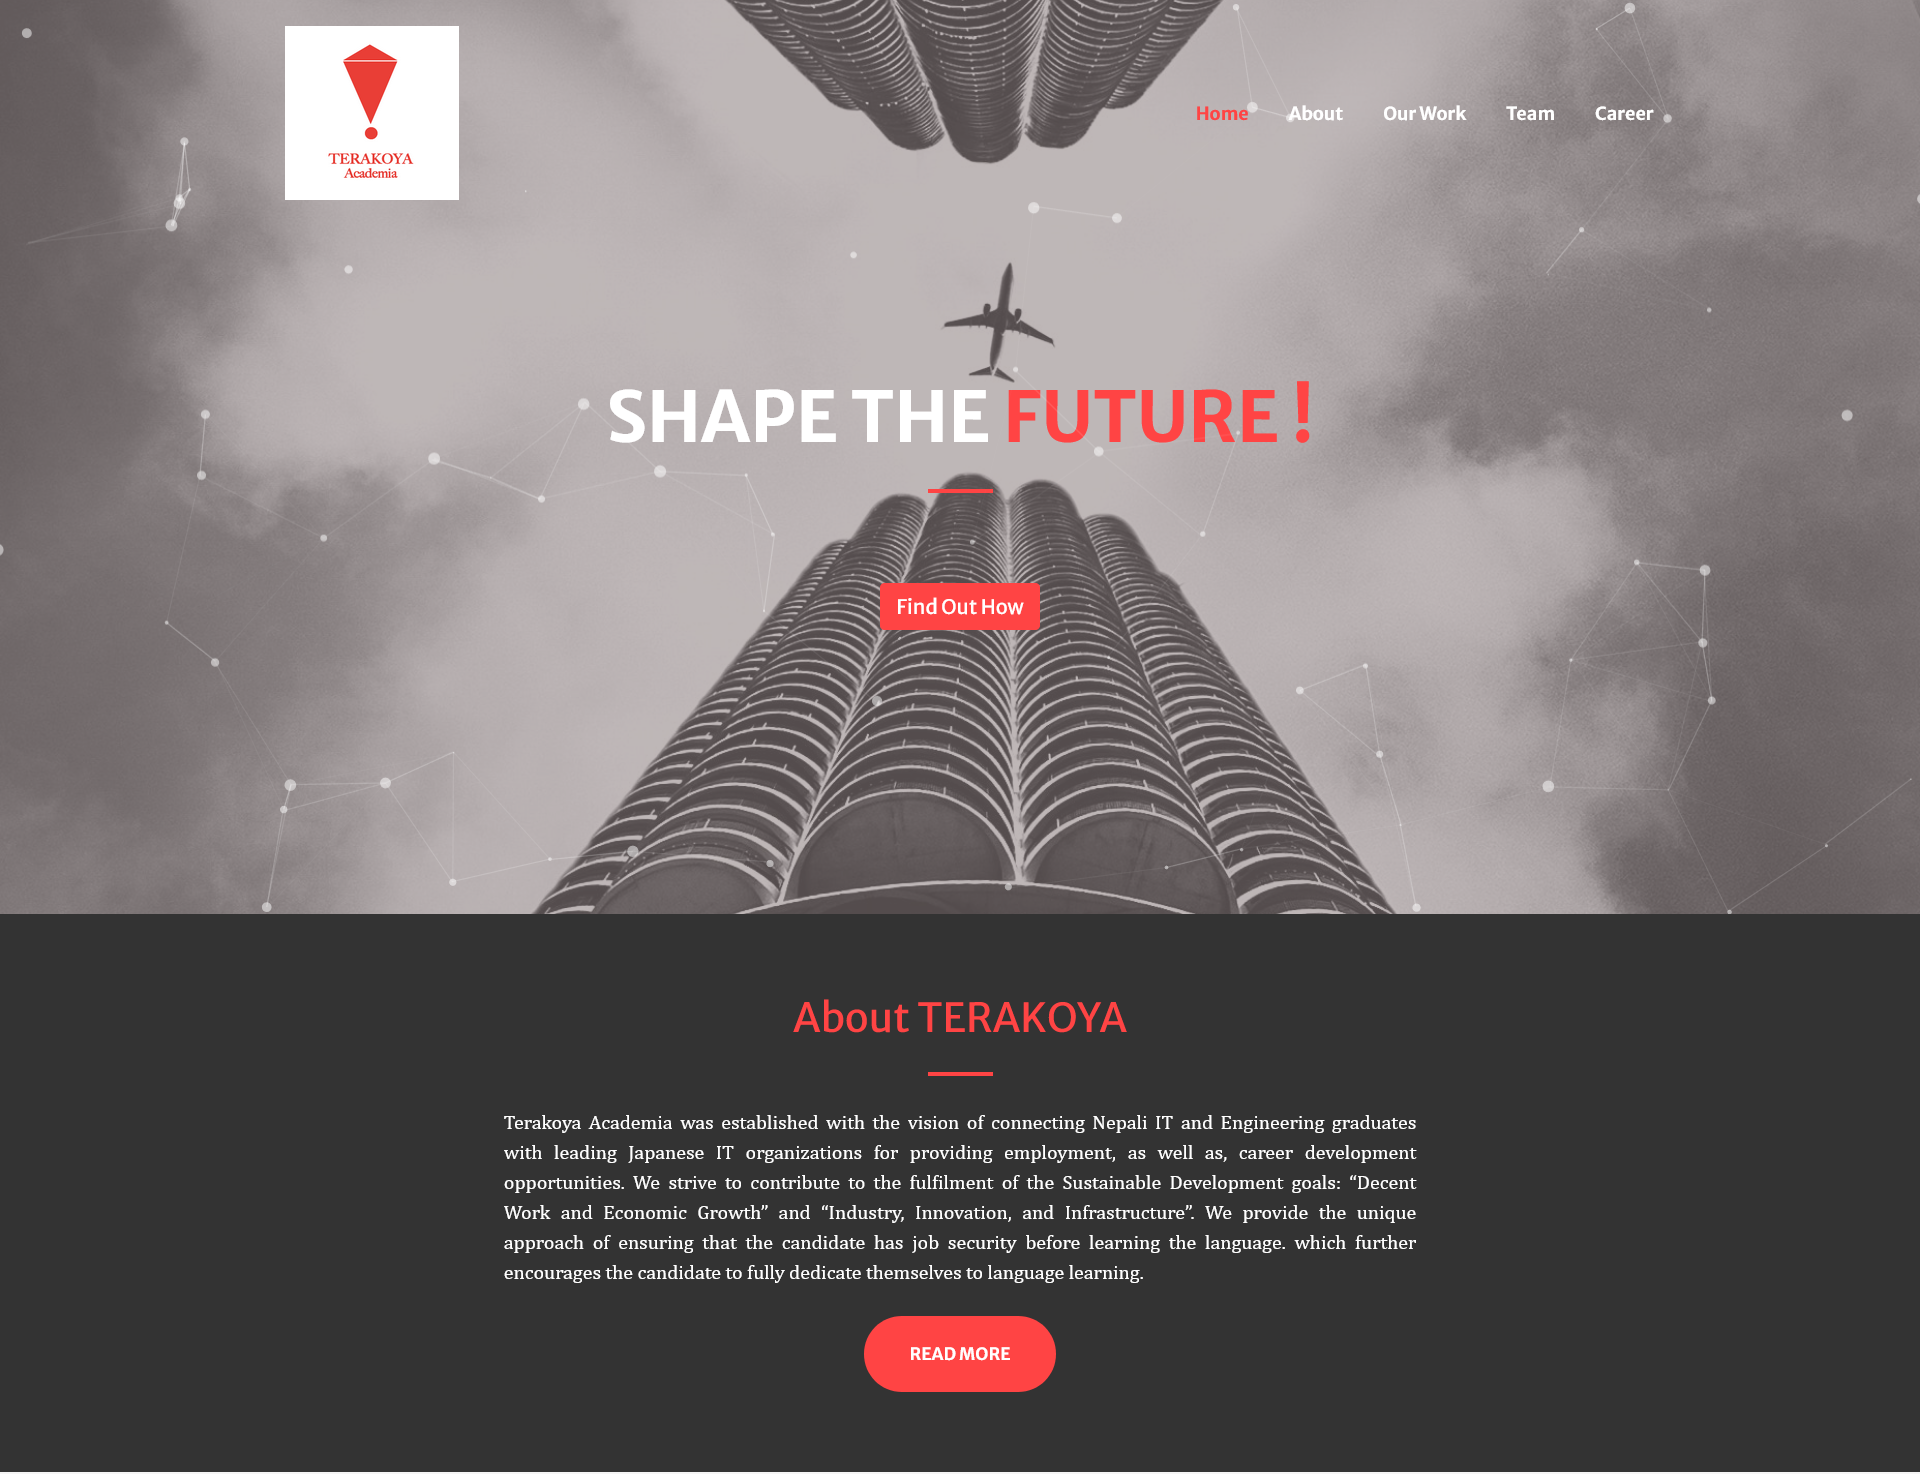 TERAKOYA
Academia
Home About Our Work Team Career
SHAPE THE FUTURE !
Find Out How
About TERAKOYA
Terakoya Academia was established with the vision of connecting Nepali IT and Engineering graduates
with leading Japanese IT organizations for providing employment, as well as, career development
opportunities. We strive to contribute to the fulfilment of the Sustainable Development goals: “Decent
Work and Economic Growth” and “Industry, Innovation, and Infrastructure”. We provide the unique
approach of ensuring that the candidate has job security before learning the language. which further
encourages the candidate to fully dedicate themselves to language learning.
READ MORE